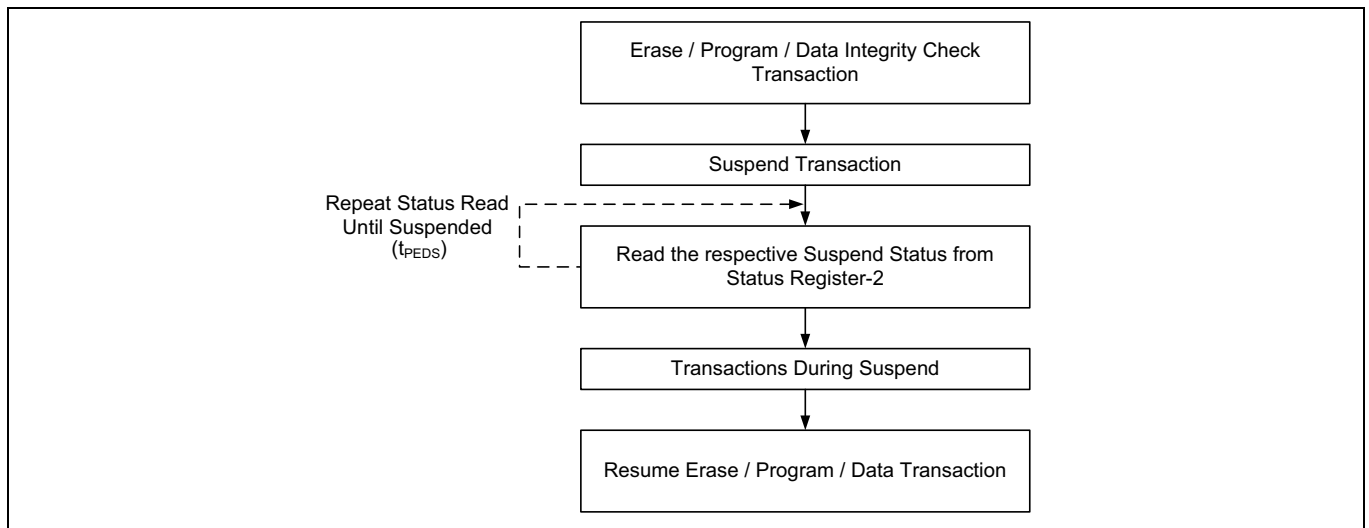 Erase / Program / Data Integrity Check
Transaction
Suspend Transaction
Repeat Status Read
Until Suspended
(tPEDS)
Read the respective Suspend Status from
Status Register-2
Transactions During Suspend
Resume Erase / Program / Data Transaction